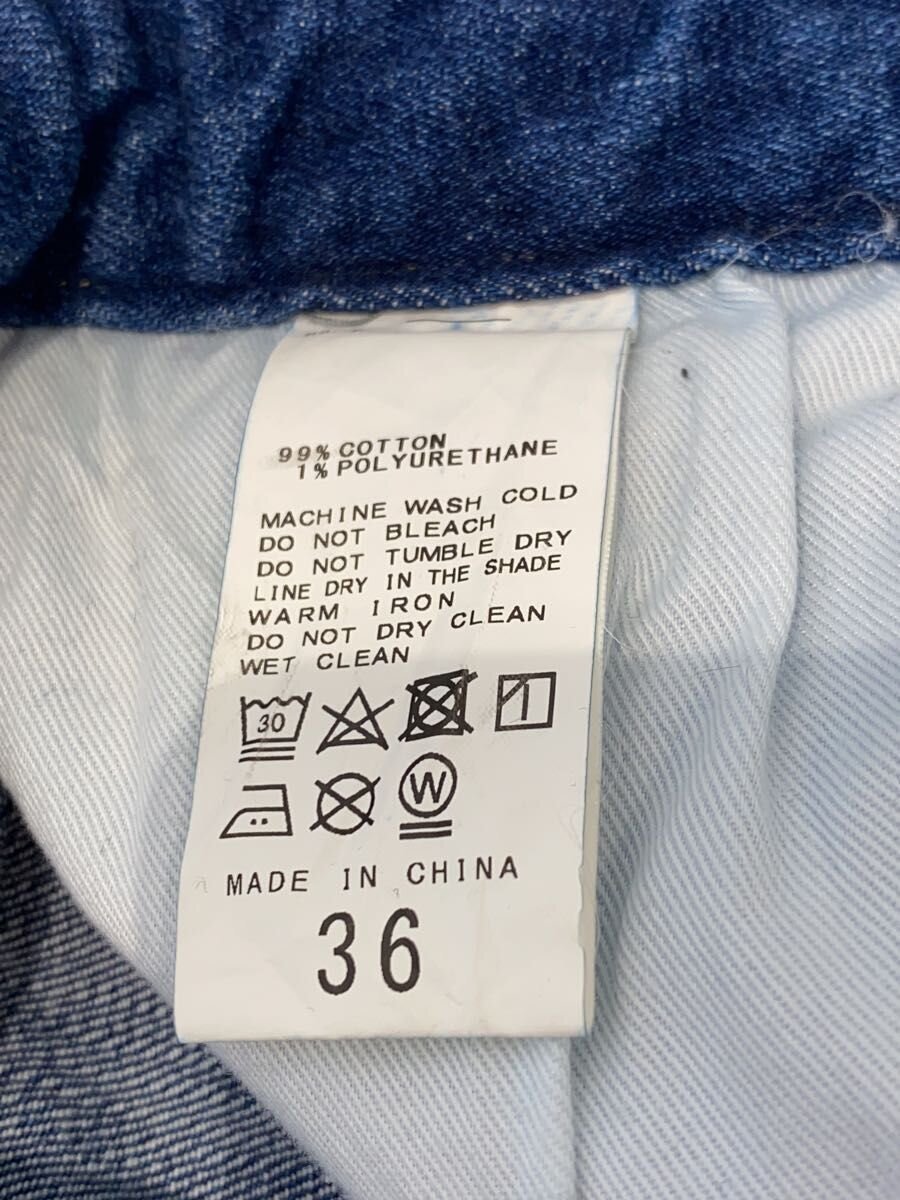 99% COTTON
1% POLYURETHANE
MACHINE WASH COLD
DO NOT BLEACH
DO NOT TUMBLE DRY
LINE DRY IN THE SHADE
WARM IRON
DO NOT DRY CLEAN
WET CLEAN
30
W
MADE IN CHINA
36